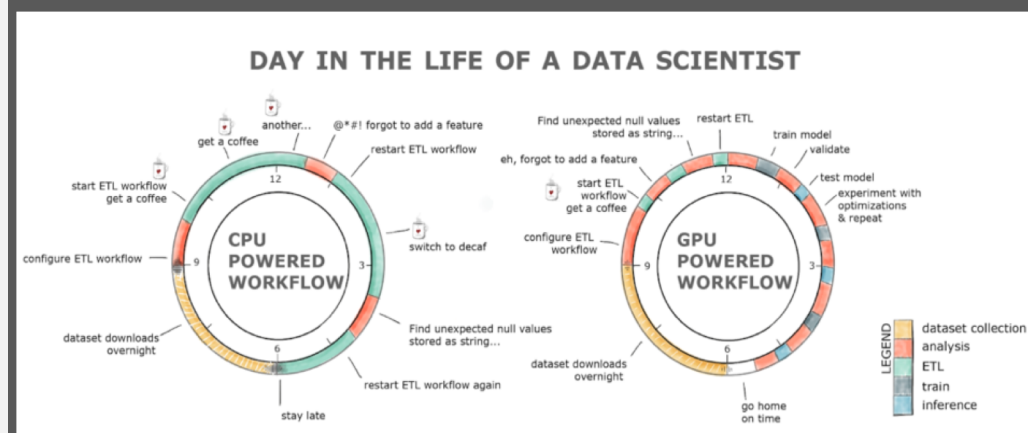 DAY IN THE LIFE OF A DATA SCIENTIST
another...
@*#! forgot to add a feature
get a coffee
restart ETL workflow
start ETL workflow
get a coffee
12
CPU
POWERED
WORKFLOW
switch to decaf
configure ETL workflow
9
3
dataset downloads
overnight
Find unexpected null values
stored as string...
6
restart ETL workflow again
stay late
Find unexpected null values
stored as string...
restart ETL
train model
validate
eh, forgot to add a feature
test model
start ETL
workflow
get a coffee
experiment with
optimizations
& repeat
12
GPU
POWERED
WORKFLOW
configure ETL
workflow
9
3
dataset downloads
overnight
6
go home
on time
LEGEND
dataset collection
analysis
ETL
train
inference